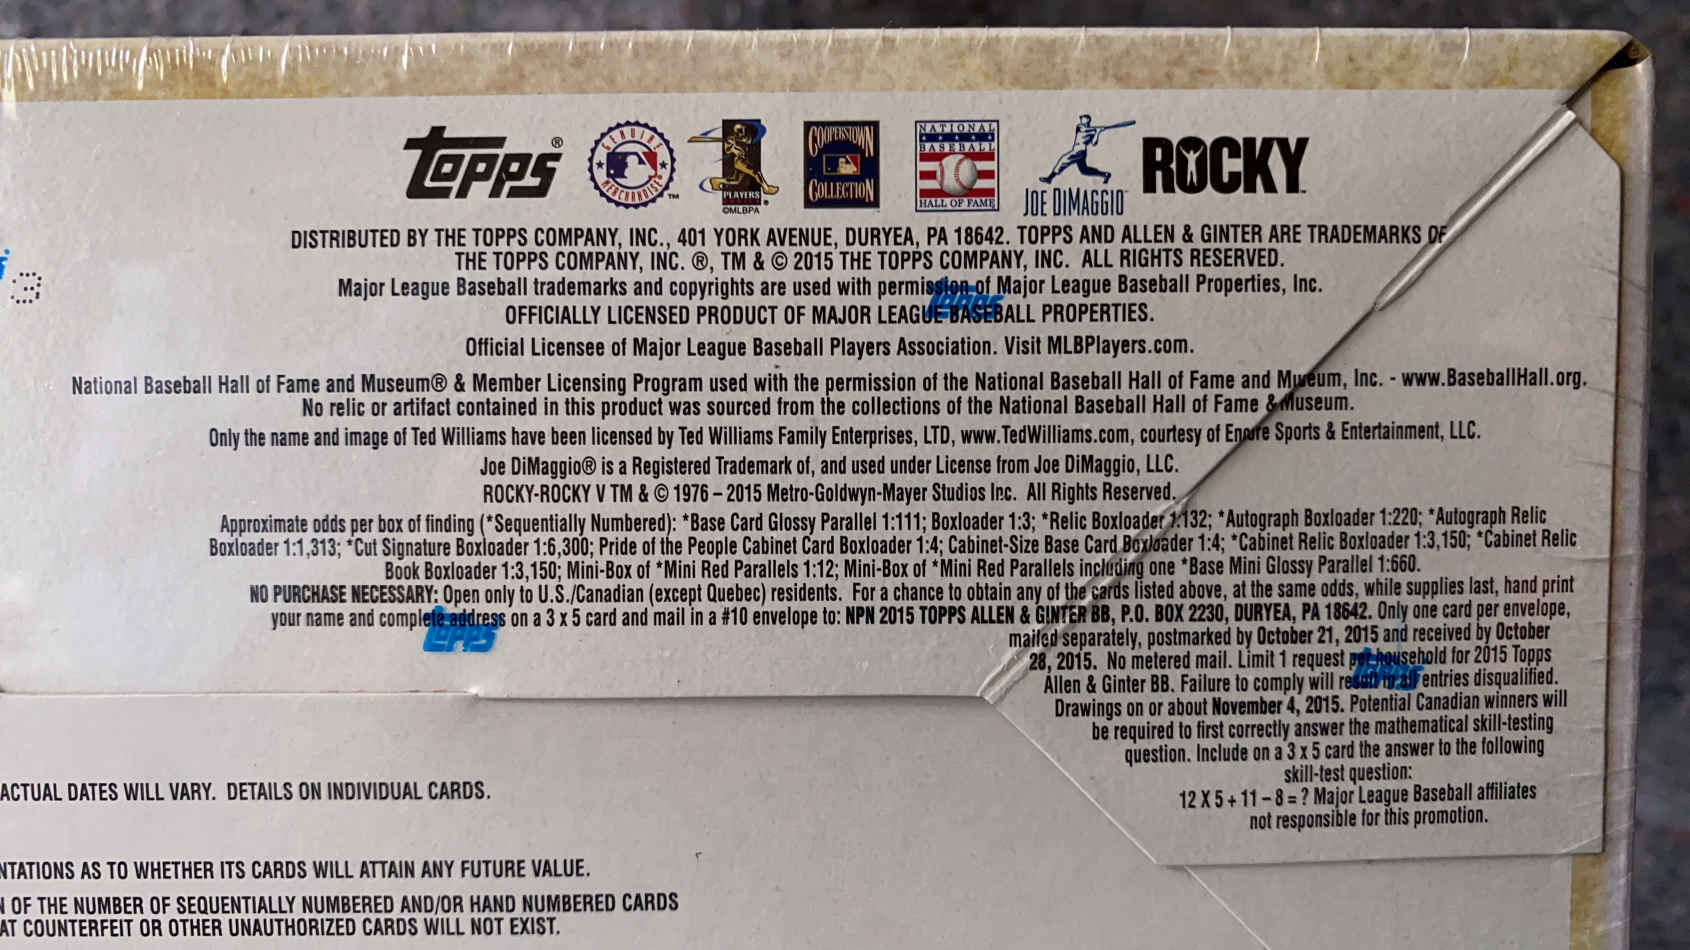 topps®
GENUINE MERCHANDISE™
PLAYERS
©MLBPA
COOPERSTOWN COLLECTION
NATIONAL BASEBALL HALL OF FAME
JOE DIMAGGIO
ROCKY
DISTRIBUTED BY THE TOPPS COMPANY, INC., 401 YORK AVENUE, DURYEA, PA 18642. TOPPS AND ALLEN & GINTER ARE TRADEMARKS OF
THE TOPPS COMPANY, INC. ®, TM & © 2015 THE TOPPS COMPANY, INC. ALL RIGHTS RESERVED.
Major League Baseball trademarks and copyrights are used with permission of Major League Baseball Properties, Inc.
topps
OFFICIALLY LICENSED PRODUCT OF MAJOR LEAGUE BASEBALL PROPERTIES.
Official Licensee of Major League Baseball Players Association. Visit MLBPlayers.com.
National Baseball Hall of Fame and Museum® & Member Licensing Program used with the permission of the National Baseball Hall of Fame and Museum, Inc. - www.BaseballHall.org.
No relic or artifact contained in this product was sourced from the collections of the National Baseball Hall of Fame & Museum.
Only the name and image of Ted Williams have been licensed by Ted Williams Family Enterprises, LTD, www.TedWilliams.com, courtesy of Encore Sports & Entertainment, LLC.
Joe DiMaggio® is a Registered Trademark of, and used under License from Joe DiMaggio, LLC.
ROCKY-ROCKY V TM & © 1976 – 2015 Metro-Goldwyn-Mayer Studios Inc. All Rights Reserved.
Approximate odds per box of finding (*Sequentially Numbered): *Base Card Glossy Parallel 1:111; Boxloader 1:3; *Relic Boxloader 1:132; *Autograph Boxloader 1:220; *Autograph Relic
Boxloader 1:1,313; *Cut Signature Boxloader 1:6,300; Pride of the People Cabinet Card Boxloader 1:4; Cabinet-Size Base Card Boxloader 1:4; *Cabinet Relic Boxloader 1:3,150; *Cabinet Relic
Book Boxloader 1:3,150; Mini-Box of *Mini Red Parallels 1:12; Mini-Box of *Mini Red Parallels including one *Base Mini Glossy Parallel 1:660.
NO PURCHASE NECESSARY: Open only to U.S./Canadian (except Quebec) residents. For a chance to obtain any of the cards listed above, at the same odds, while supplies last, hand print
your name and complete address on a 3 x 5 card and mail in a #10 envelope to: NPN 2015 TOPPS ALLEN & GINTER BB, P.O. BOX 2230, DURYEA, PA 18642. Only one card per envelope,
topps
mailed separately, postmarked by October 21, 2015 and received by October
28, 2015. No metered mail. Limit 1 request per household for 2015 Topps
topps
Allen & Ginter BB. Failure to comply will result in all entries disqualified.
Drawings on or about November 4, 2015. Potential Canadian winners will
be required to first correctly answer the mathematical skill-testing
question. Include on a 3 x 5 card the answer to the following
skill-test question:
12 X 5 + 11 – 8 = ? Major League Baseball affiliates
not responsible for this promotion.
ACTUAL DATES WILL VARY. DETAILS ON INDIVIDUAL CARDS.
NTATIONS AS TO WHETHER ITS CARDS WILL ATTAIN ANY FUTURE VALUE.
OF THE NUMBER OF SEQUENTIALLY NUMBERED AND/OR HAND NUMBERED CARDS
AT COUNTERFEIT OR OTHER UNAUTHORIZED CARDS WILL NOT EXIST.